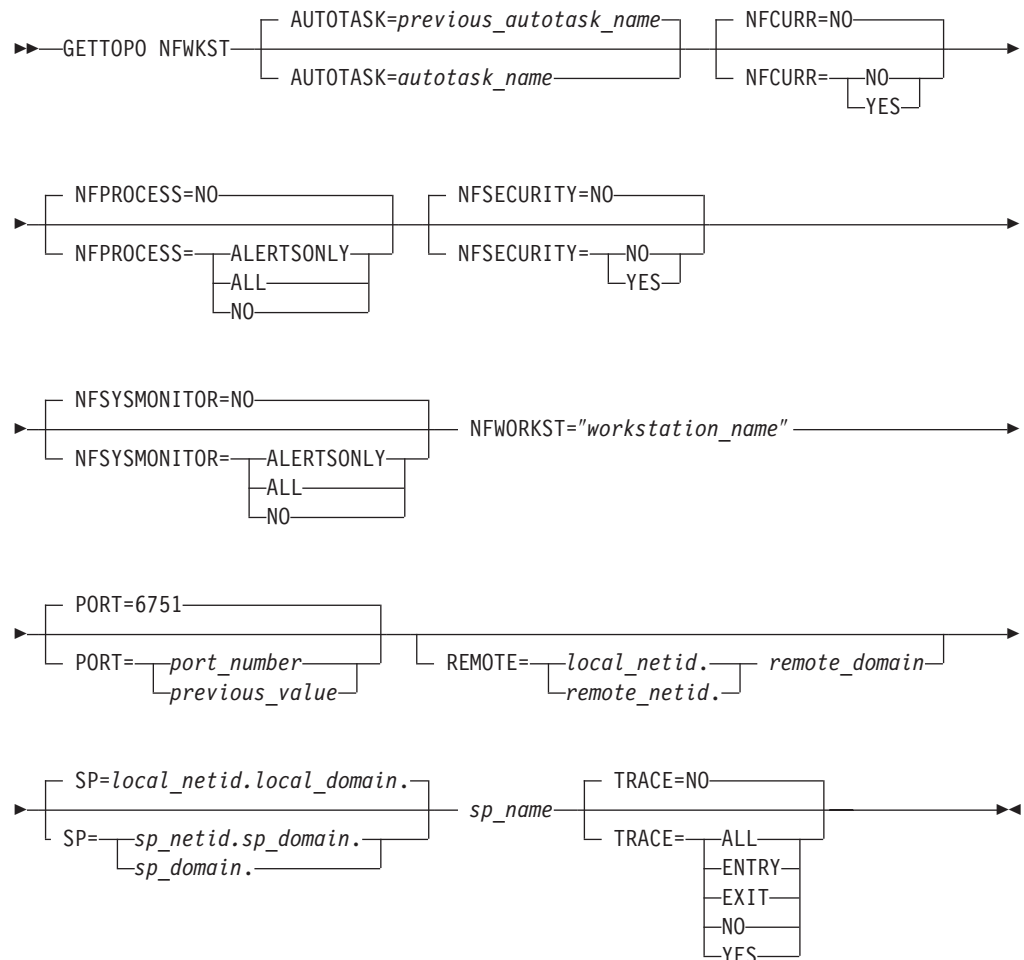 AUTOTASK=previous_autotask_name NFCURR=NO
GETTOPO NFWKST
AUTOTASK=autotask_name NFCURR= NO
YES
NFPROCESS=NO NFSECURITY=NO
NFPROCESS= ALERTSONLY NFSECURITY= NO
ALL YES
NO
NFSYSMONITOR=NO
NFWORKST="workstation_name"
NFSYSMONITOR= ALERTSONLY
ALL
NO
PORT=6751
PORT= port_number REMOTE= local_netid. remote_domain
previous_value remote_netid.
SP=local_netid.local_domain. TRACE=NO
sp_name
SP= sp_netid.sp_domain. TRACE= ALL
sp_domain. ENTRY
EXIT
NO
YES